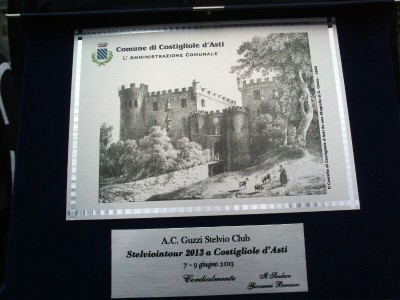 Comune di Costigliole d'Asti
L'Amministrazione Comunale
A.C. Guzzi Stelvio Club
Stelviointour 2013 a Costigliole d'Asti
7 - 9 giugno 2013
Cordialmente
Il Sindaco
Giovanni